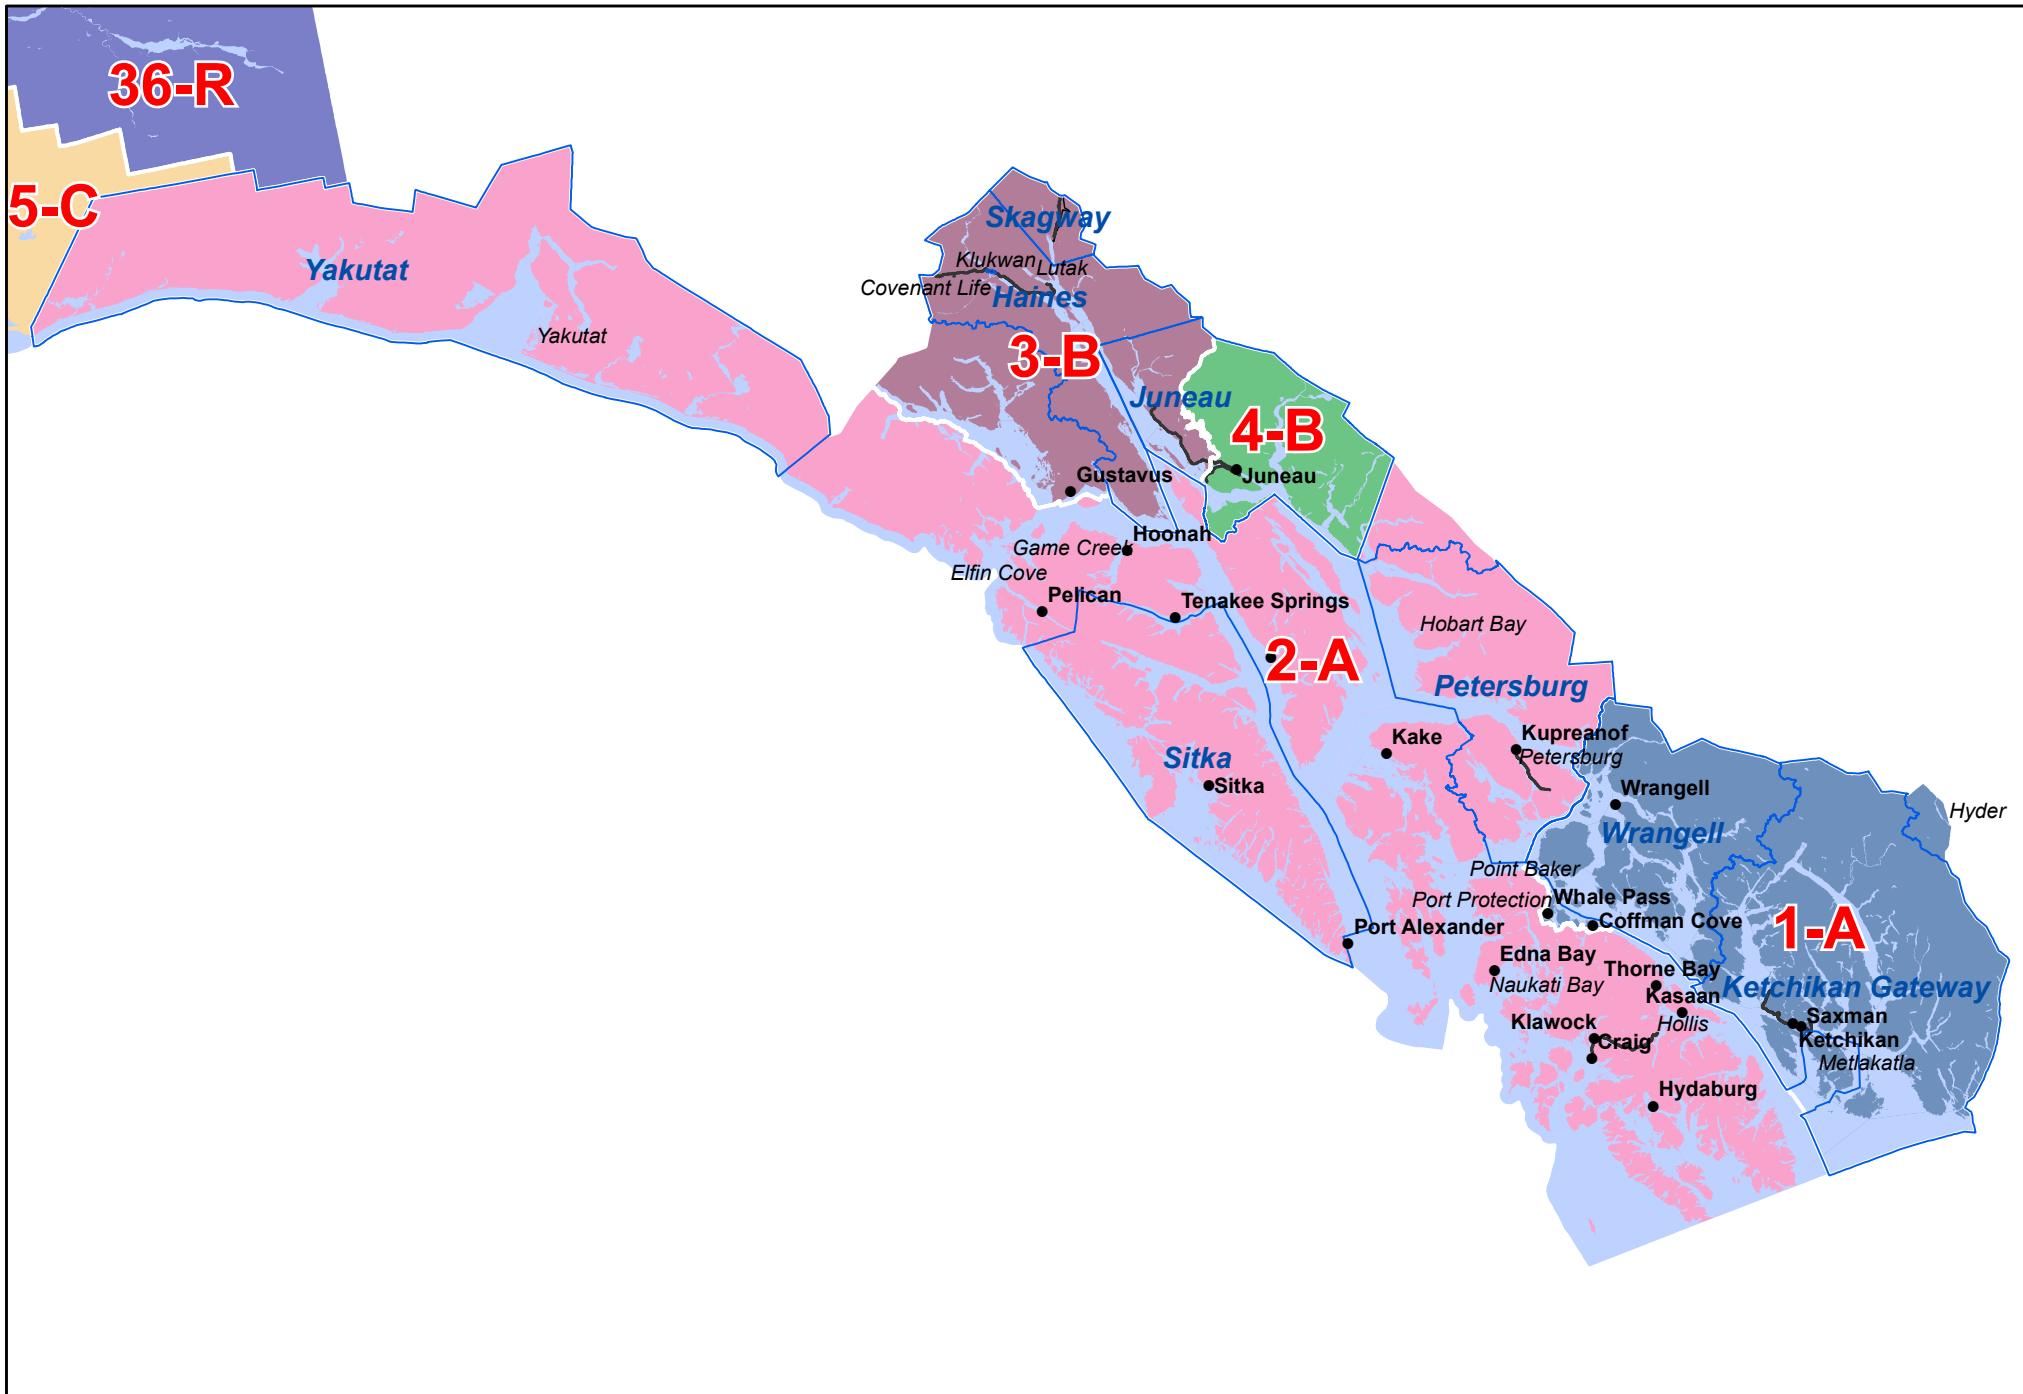 36-R
5-C
Yakutat
Yakutat
Skagway
Klukwan
Lutak
Covenant Life
Haines
3-B
Juneau
4-B
Juneau
Gustavus
Hoonah
Game Creek
Elfin Cove
Pelican
Tenakee Springs
Hobart Bay
2-A
Petersburg
Kake
Kupreanof
Petersburg
Sitka
Sitka
Wrangell
Hyder
Wrangell
Point Baker
Port Protection
Whale Pass
Coffman Cove
1-A
Port Alexander
Edna Bay
Thorne Bay
Naukati Bay
Ketchikan Gateway
Kasaan
Klawock
Hollis
Saxman
Craig
Ketchikan
Metlakatla
Hydaburg